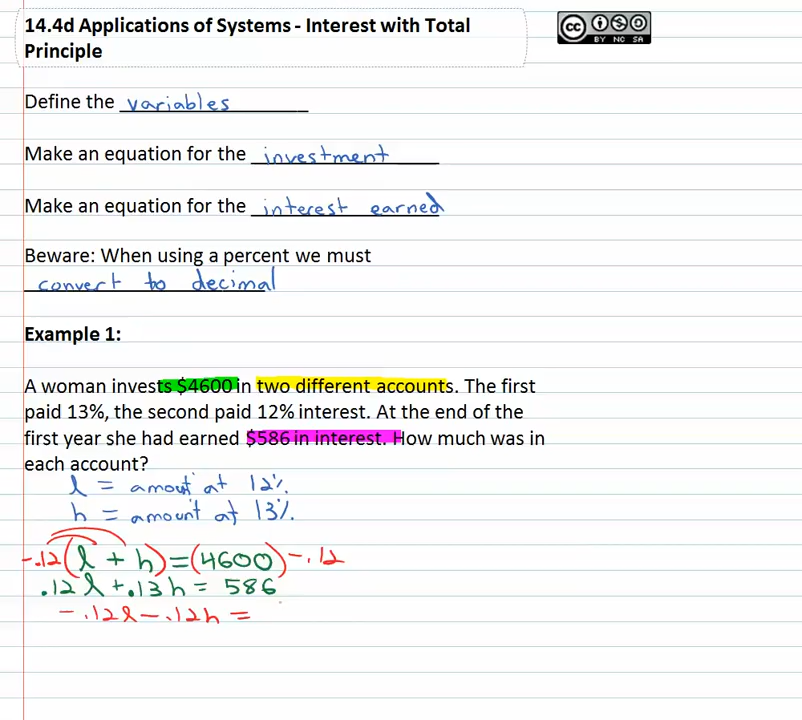 14.4d Applications of Systems - Interest with Total
Principle
CC BY NC SA
Define the variables
Make an equation for the investment
Make an equation for the interest earned
Beware: When using a percent we must
convert to decimal
Example 1:
A woman invests $4600 in two different accounts. The first
paid 13%, the second paid 12% interest. At the end of the
first year she had earned $586 in interest. How much was in
each account?
l = amout at 12%
h = amount at 13%
-.12(l + h) = (4600) -.12
.12l + .13h = 586
-.12l - .12h =